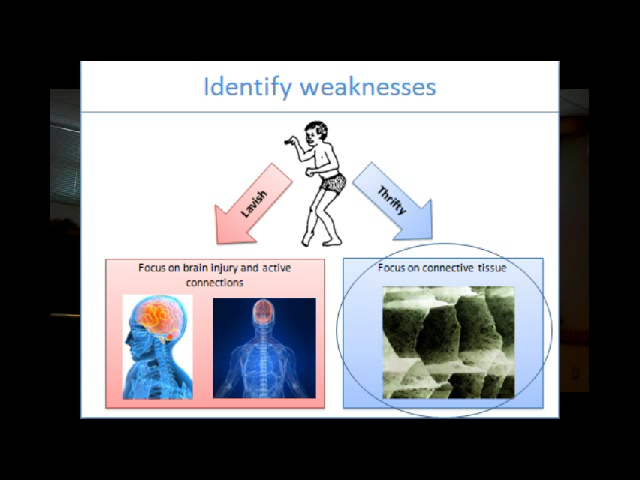 Identify weaknesses
Lavish
Thrifty
Focus on brain injury and active
connections
Focus on connective tissue